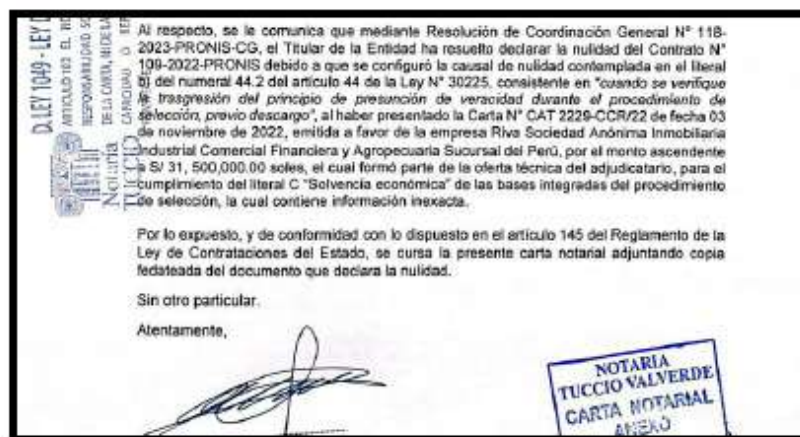 Al respecto, se le comunica que mediante Resolución de Coordinación General N° 118-
2023-PRONIS-CG, el Titular de la Entidad ha resuelto declarar la nulidad del Contrato N°
109-2022-PRONIS debido a que se configuró la causal de nulidad contemplada en el literal
b) del numeral 44.2 del artículo 44 de la Ley N° 30225, consistente en "cuando se verifique
la trasgresión del principio de presunción de veracidad durante el procedimiento de
selección, previo descargo", al haber presentado la Carta N° CAT 2229-CCR/22 de fecha 03
de noviembre de 2022, emitida a favor de la empresa Riva Sociedad Anónima Inmobiliaria
Industrial Comercial Financiera y Agropecuaria Sucursal del Perú, por el monto ascendente
a S/ 31, 500,000.00 soles, el cual formó parte de la oferta técnica del adjudicatario, para el
cumplimiento del literal C "Solvencia económica" de las bases integradas del procedimiento
de selección, la cual contiene información inexacta.
Por lo expuesto, y de conformidad con lo dispuesto en el artículo 145 del Reglamento de la
Ley de Contrataciones del Estado, se cursa la presente carta notarial adjuntando copia
fedateada del documento que declara la nulidad.
Sin otro particular.
Atentamente,
D. LEY 1049 - LEY D
DE LA CARTA, NI DE LA
Notaria
TUCCIO
NOTARIA
TUCCIO VALVERDE
CARTA NOTARIAL
ANEXO